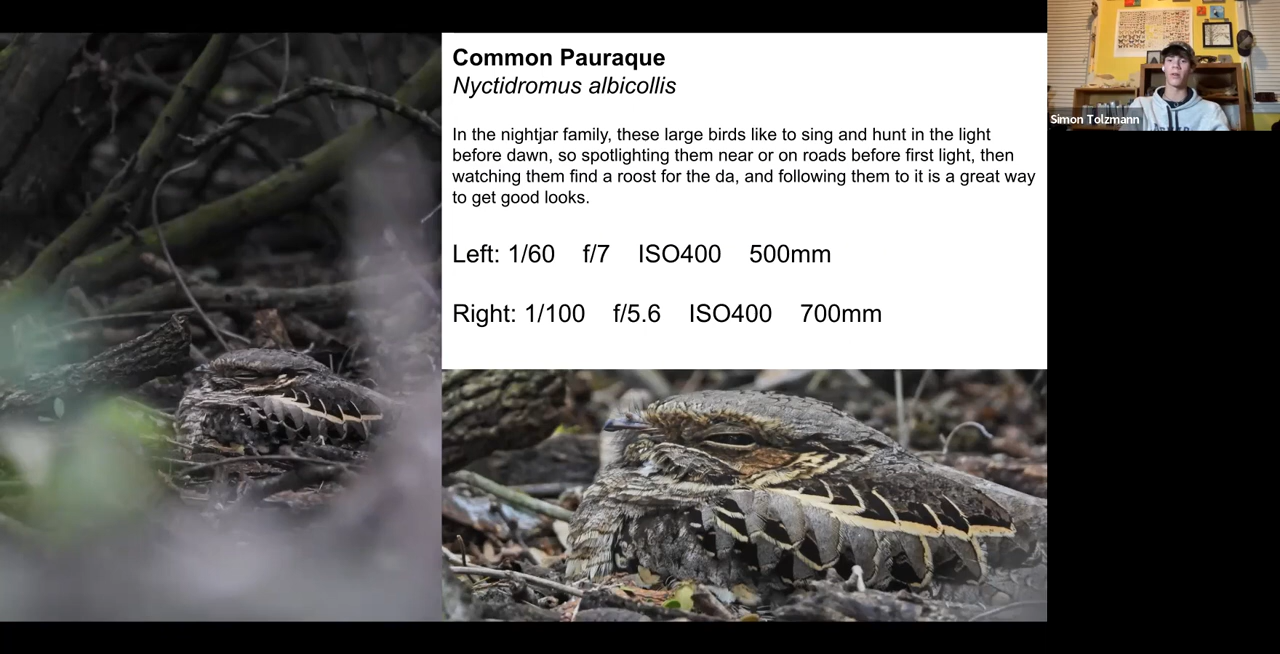 Common Pauraque
Nyctidromus albicollis
In the nightjar family, these large birds like to sing and hunt in the light
before dawn, so spotlighting them near or on roads before first light, then
watching them find a roost for the da, and following them to it is a great way
to get good looks.
Left: 1/60 f/7 ISO400 500mm
Right: 1/100 f/5.6 ISO400 700mm
Simon Tolzmann